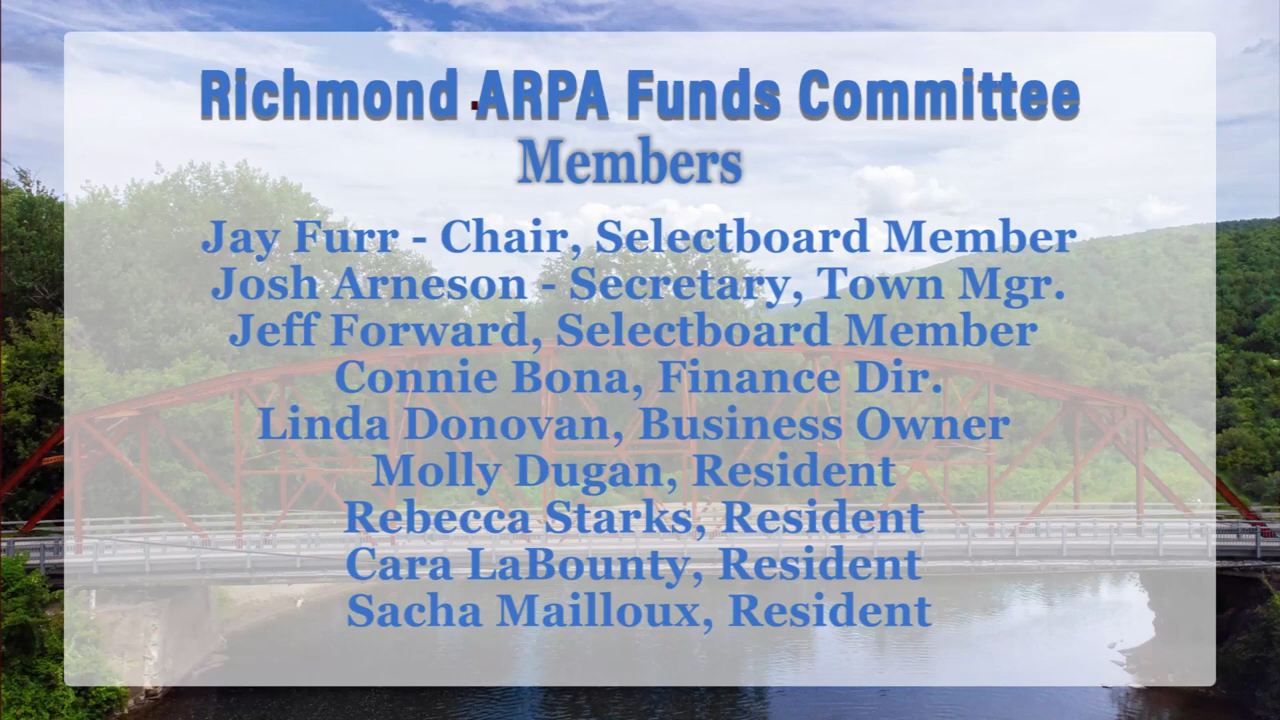 Richmond ARPA Funds Committee
Members
Jay Furr - Chair, Selectboard Member
Josh Arneson - Secretary, Town Mgr.
Jeff Forward, Selectboard Member
Connie Bona, Finance Dir.
Linda Donovan, Business Owner
Molly Dugan, Resident
Rebecca Starks, Resident
Cara LaBounty, Resident
Sacha Mailloux, Resident